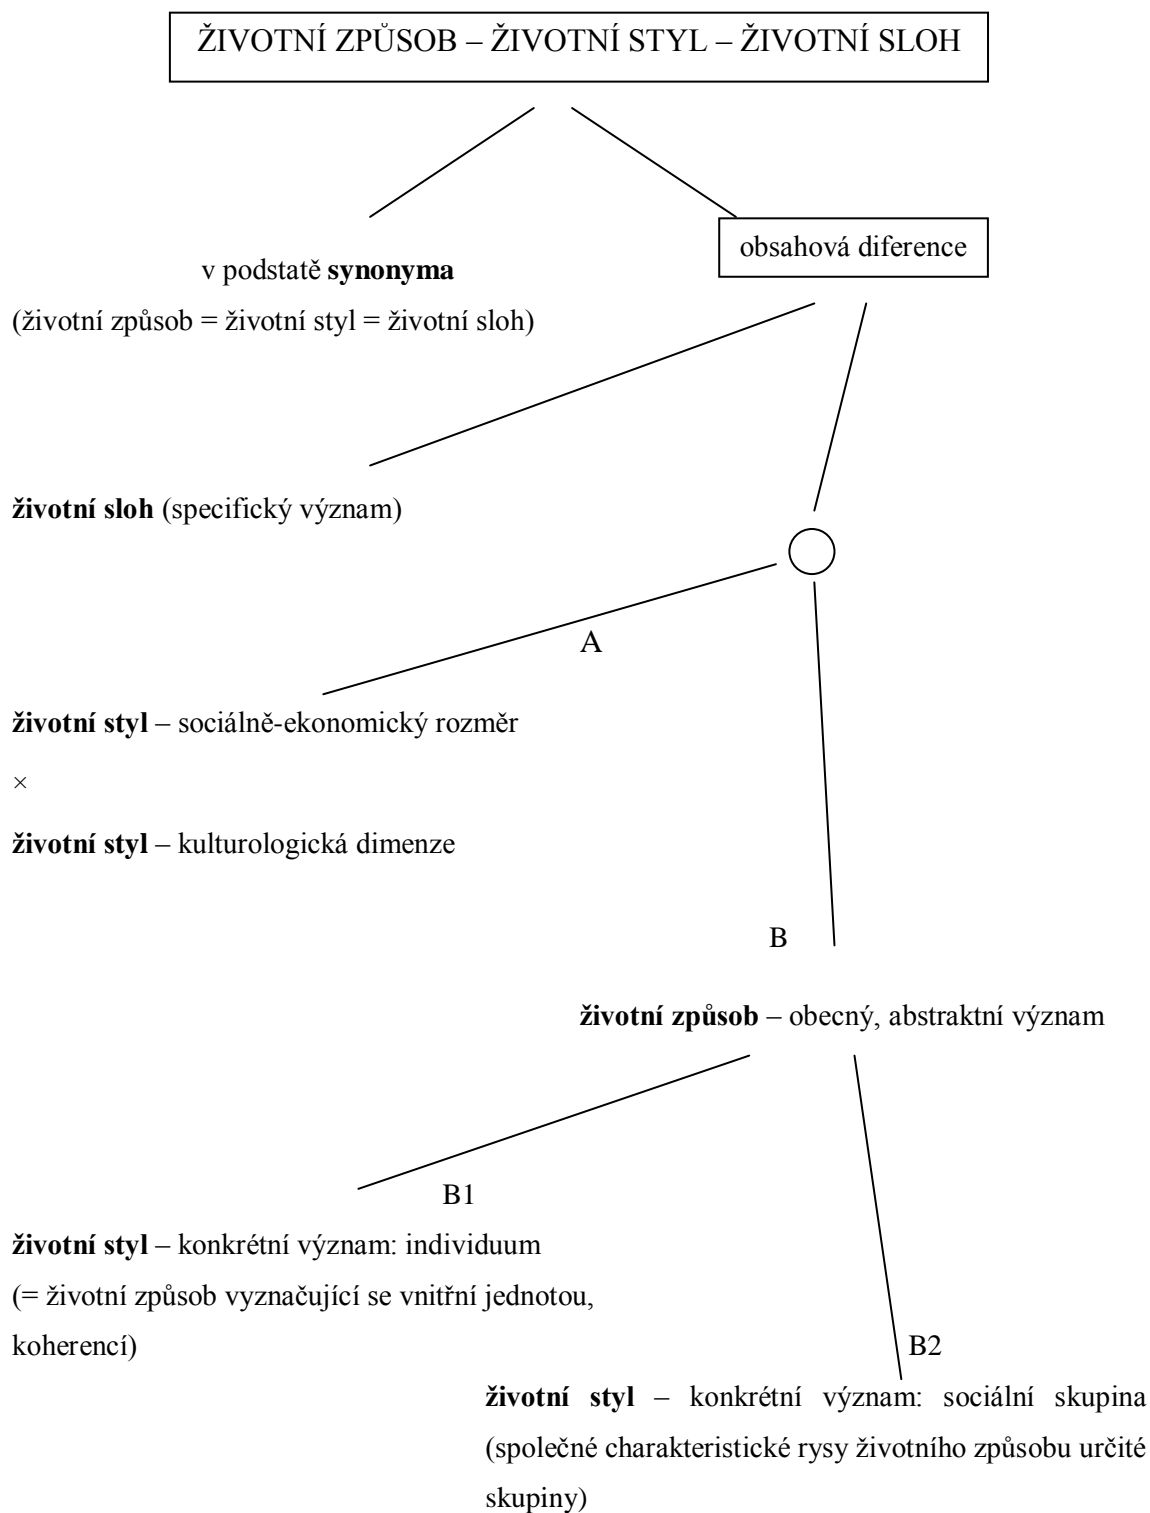 ŽIVOTNÍ ZPŮSOB – ŽIVOTNÍ STYL – ŽIVOTNÍ SLOH
obsahová diference
v podstatě synonyma
(životní způsob = životní styl = životní sloh)
životní sloh (specifický význam)
A
životní styl – sociálně-ekonomický rozměr
×
životní styl – kulturologická dimenze
B
životní způsob – obecný, abstraktní význam
B1
životní styl – konkrétní význam: individuum
(= životní způsob vyznačující se vnitřní jednotou,
koherencí)
B2
životní styl – konkrétní význam: sociální skupina
(společné charakteristické rysy životního způsobu určité
skupiny)